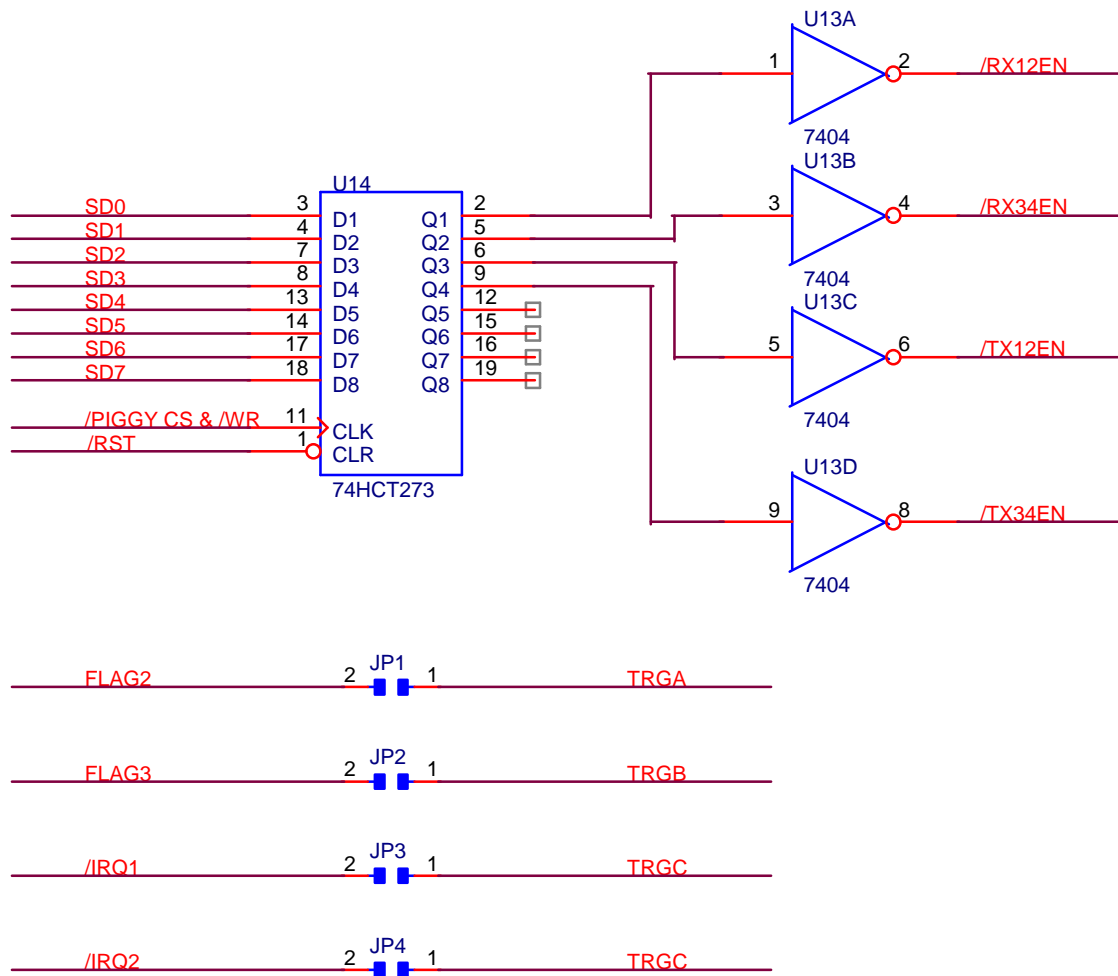 U13A
1 2 /RX12EN
7404
U13B
U14
SD0 3 D1 Q1 2 3 4 /RX34EN
SD1 4 D2 Q2 5
SD2 7 D3 Q3 6 7404
SD3 8 D4 Q4 9 U13C
SD4 13 D5 Q5 12
SD5 14 D6 Q6 15
SD6 17 D7 Q7 16 5 6 /TX12EN
SD7 18 D8 Q8 19
/PIGGY CS & /WR 11 CLK 7404
/RST 1 CLR
U13D
74HCT273
9 8 /TX34EN
7404
JP1
FLAG2 2 1 TRGA
JP2
FLAG3 2 1 TRGB
JP3
/IRQ1 2 1 TRGC
JP4
/IRQ2 2 1 TRGC